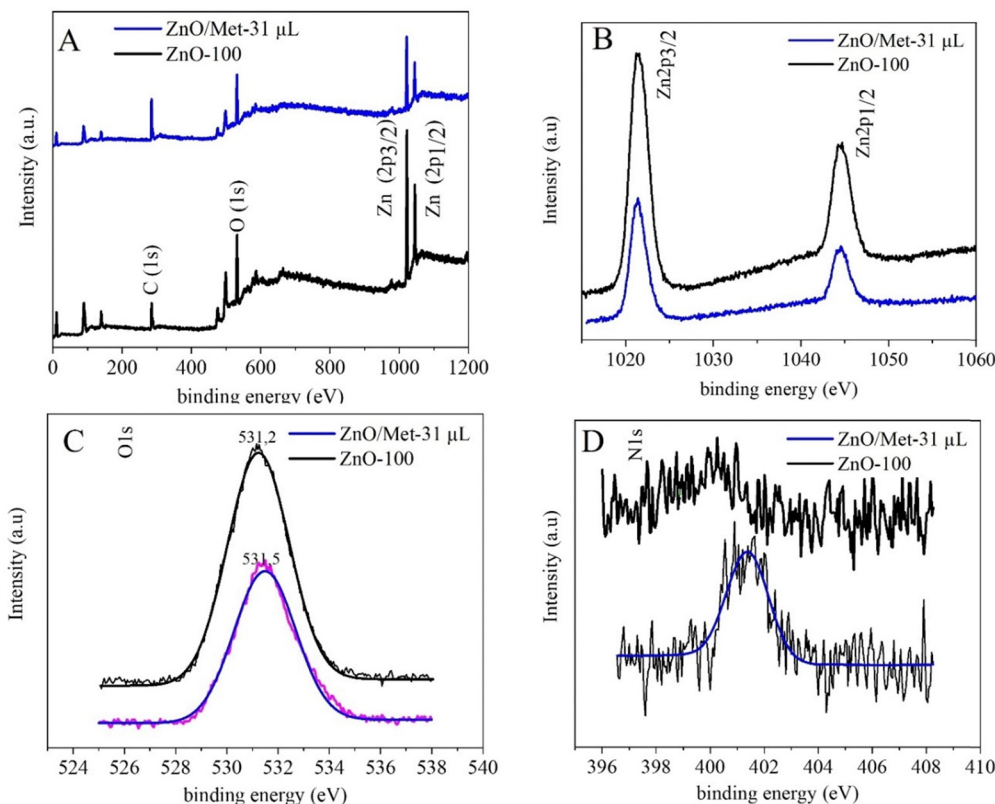 A
ZnO/Met-31 µL
ZnO-100
Intensity (a.u.)
C (1s)
O (1s)
Zn (2p3/2)
Zn (2p1/2)
0 200 400 600 800 1000 1200
binding energy (eV)
B
ZnO/Met-31 µL
ZnO-100
Intensity (a.u.)
Zn2p3/2
Zn2p1/2
1020 1030 1040 1050 1060
binding energy (eV)
C
O1s
531,2
531,5
ZnO/Met-31 µL
ZnO-100
Intensity (a.u)
524 526 528 530 532 534 536 538 540
binding energy (eV)
D
N1s
ZnO/Met-31 µL
ZnO-100
Intensity (a.u)
396 398 400 402 404 406 408 410
binding energy (eV)